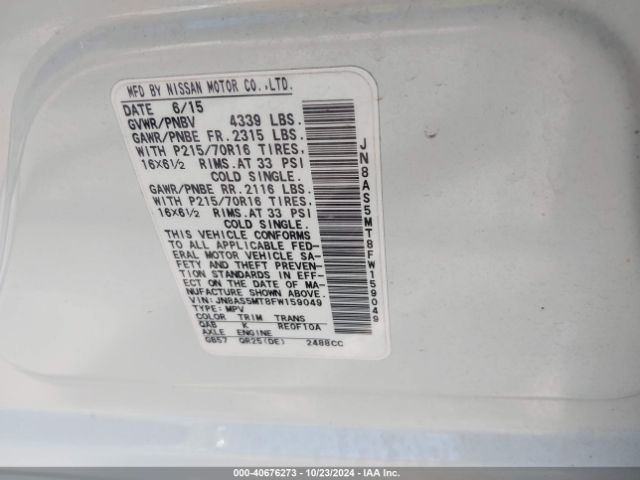 MFD BY NISSAN MOTOR CO.,LTD.
DATE 6/15
GVWR/PNBV 4339 LBS.
GAWR/PNBE FR. 2315 LBS.
WITH P215/70R16 TIRES.
16X6½ RIMS.AT 33 PSI
COLD SINGLE.
GAWR/PNBE RR. 2116 LBS.
WITH P215/70R16 TIRES.
16X6½ RIMS.AT 33 PSI
COLD SINGLE.
THIS VEHICLE CONFORMS
TO ALL APPLICABLE FED-
ERAL MOTOR VEHICLE SA-
FETY AND THEFT PREVEN-
TION STANDARDS IN EFF-
ECT ON THE DATE OF MA-
NUFACTURE SHOWN ABOVE.
VIN: JN8AS5MT8FW159049
TYPE: MPV
COLOR TRIM TRANS
QAB K RE0F10A
AXLE ENGINE
GB57 QR25(DE) 2488CC
JN8AS5MT8FW159049
000-40676273 - 10/23/2024 - IAA Inc.